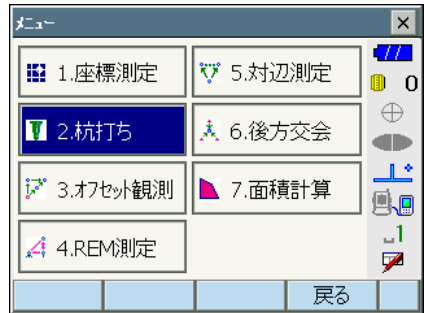 メニュー
1.座標測定
2.杭打ち
3.オフセット観測
4.REM測定
5.対辺測定
6.後方交会
7.面積計算
0
1
戻る